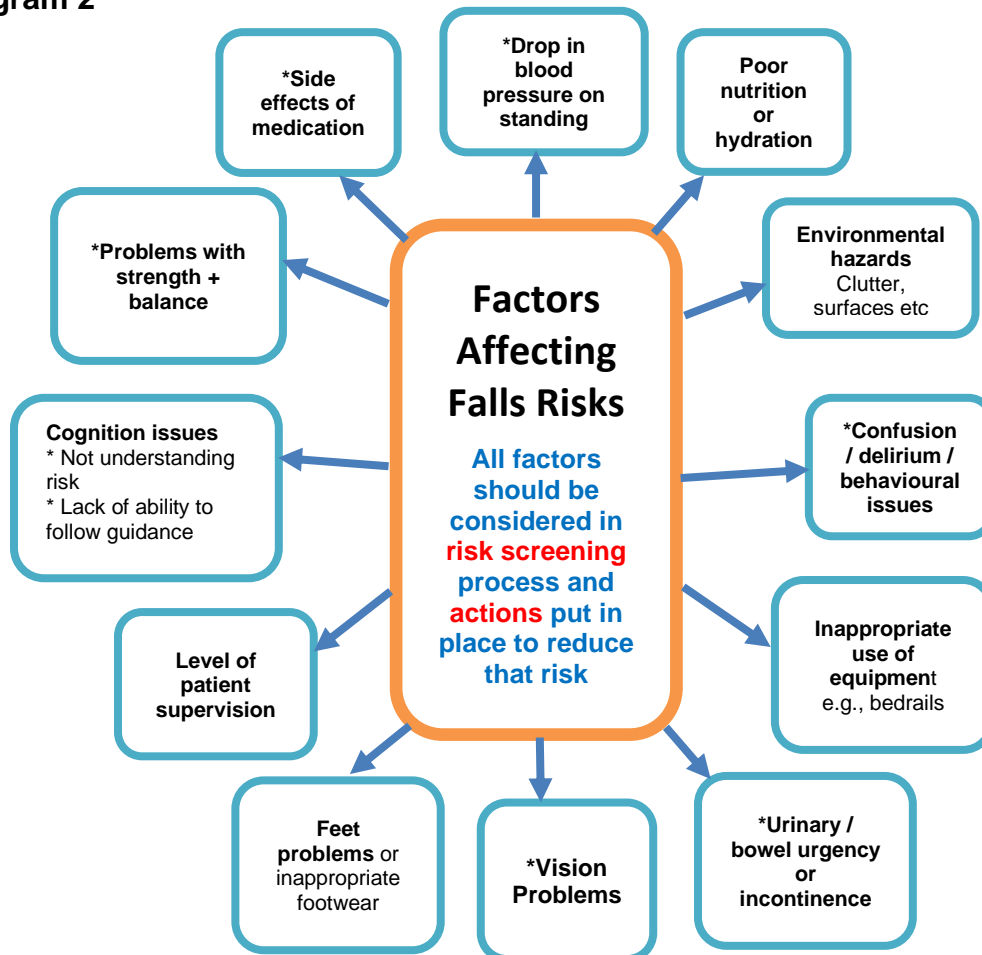 gram 2
*Side
effects of
medication
*Drop in
blood
pressure on
standing
Poor
nutrition
or
hydration
*Problems with
strength +
balance
Environmental
hazards
Clutter,
surfaces etc
Factors
Affecting
Falls Risks
All factors
should be
considered in
risk screening
process and
actions put in
place to reduce
that risk
Cognition issues
* Not understanding
risk
* Lack of ability to
follow guidance
*Confusion
/ delirium /
behavioural
issues
Level of
patient
supervision
Inappropriate
use of
equipment
e.g., bedrails
Feet
problems or
inappropriate
footwear
*Vision
Problems
*Urinary /
bowel urgency
or
incontinence